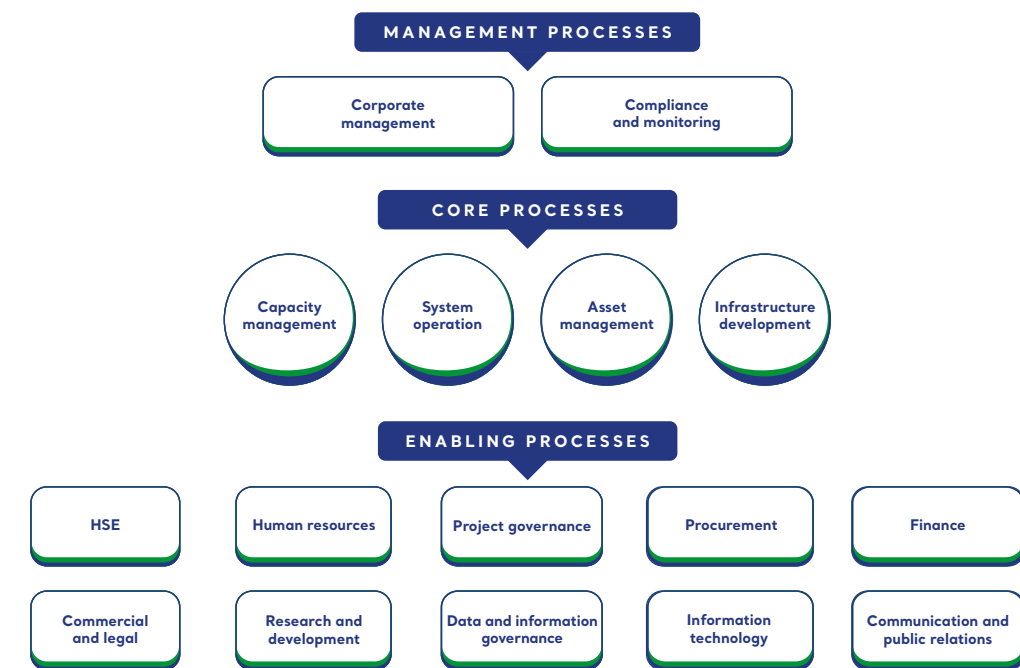 MANAGEMENT PROCESSES
Corporate
management
Compliance
and monitoring
CORE PROCESSES
Capacity
management
System
operation
Asset
management
Infrastructure
development
ENABLING PROCESSES
HSE
Human resources
Project governance
Procurement
Finance
Commercial
and legal
Research and
development
Data and information
governance
Information
technology
Communication and
public relations